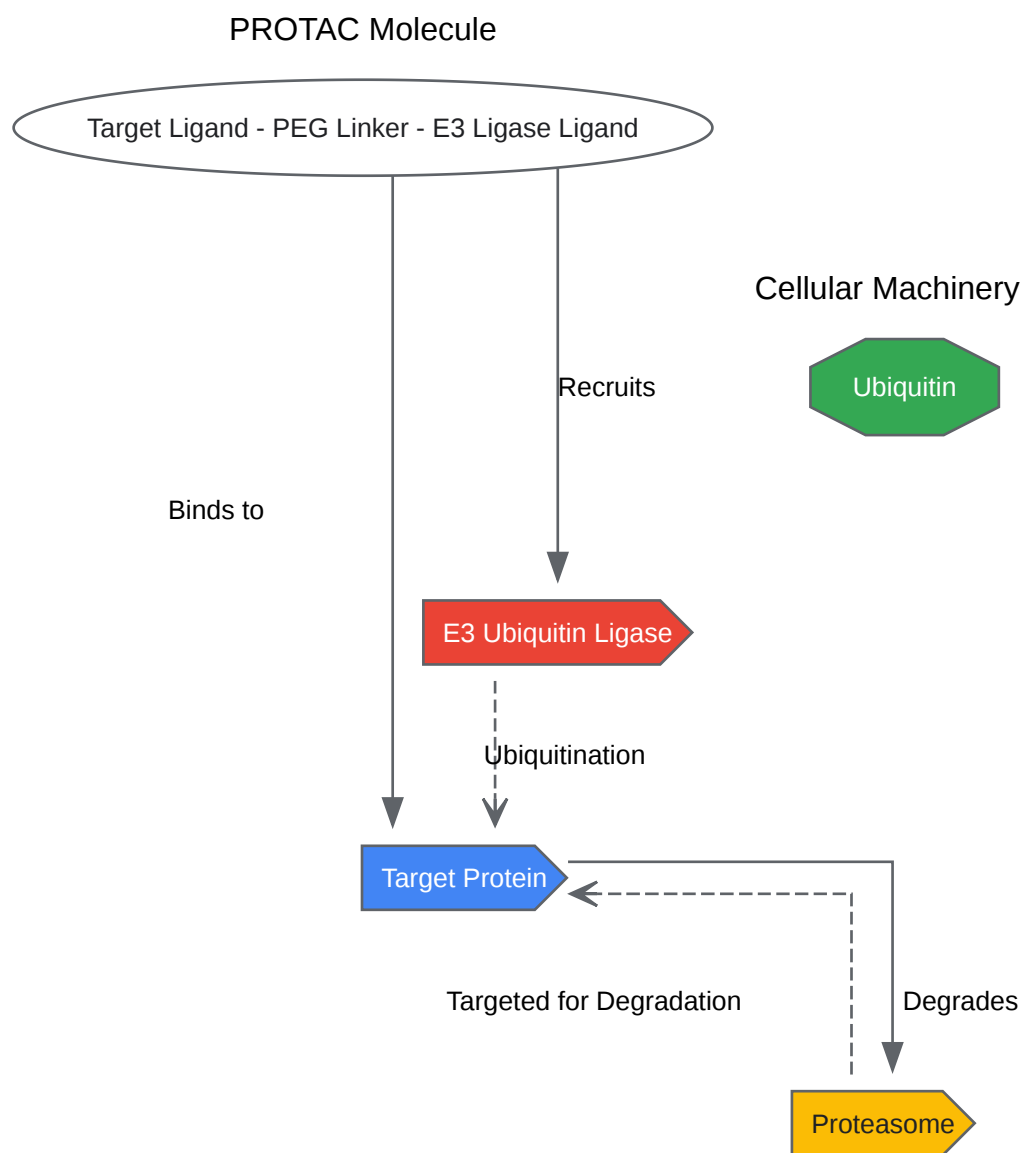 PROTAC Molecule
Target Ligand - PEG Linker - E3 Ligase Ligand
Cellular Machinery
Ubiquitin
Recruits
Binds to
E3 Ubiquitin Ligase
Ubiquitination
Target Protein
Targeted for Degradation
Degrades
Proteasome